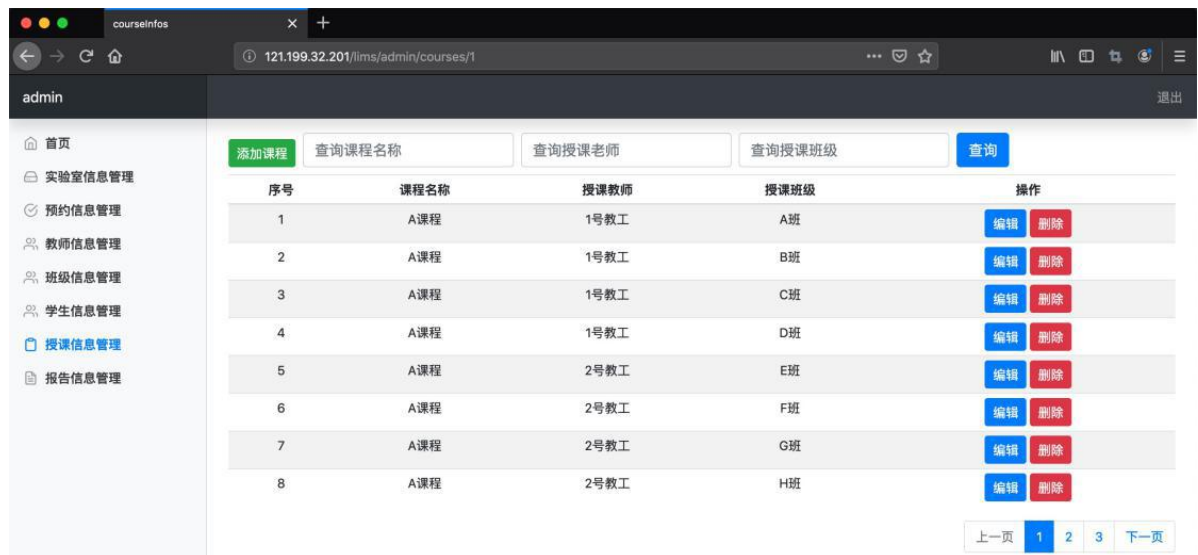 courseInfos
121.199.32.201/lims/admin/courses/1
admin
退出
首页
实验室信息管理
预约信息管理
教师信息管理
班级信息管理
学生信息管理
授课信息管理
报告信息管理
添加课程 查询课程名称 查询授课老师 查询授课班级 查询
序号 课程名称 授课教师 授课班级 操作
1 A课程 1号教工 A班 编辑 删除
2 A课程 1号教工 B班 编辑 删除
3 A课程 1号教工 C班 编辑 删除
4 A课程 1号教工 D班 编辑 删除
5 A课程 2号教工 E班 编辑 删除
6 A课程 2号教工 F班 编辑 删除
7 A课程 2号教工 G班 编辑 删除
8 A课程 2号教工 H班 编辑 删除
上一页 1 2 3 下一页